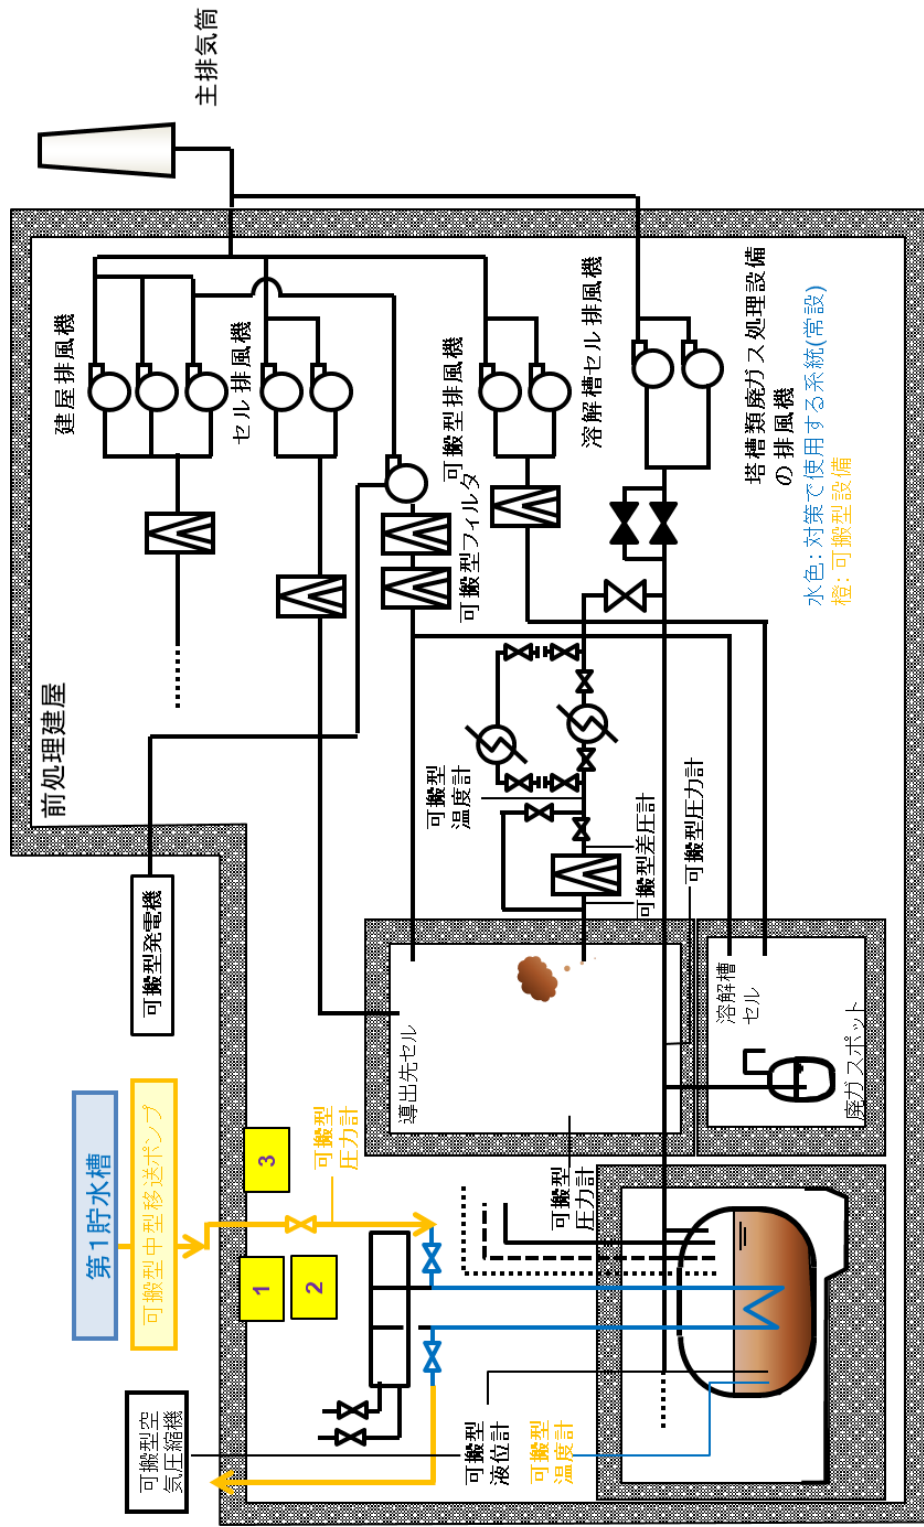 主排気筒
前処理建屋
建屋排風機
セル排風機
可搬型排風機
可搬型フィルタ
溶解槽セル排風機
塔槽類廃ガス処理設備
の排風機
水色：対策で使用する系統(常設)
橙：可搬型設備
可搬型発電機
可搬型
温度計
可搬型差圧計
可搬型圧力計
導出先セル
溶解槽
セル
廃ガスポット
第1貯水槽
可搬型中型移送ポンプ
3
可搬型
圧力計
1
2
可搬型
圧力計
可搬型空
気圧縮機
可搬型
液位計
可搬型
温度計